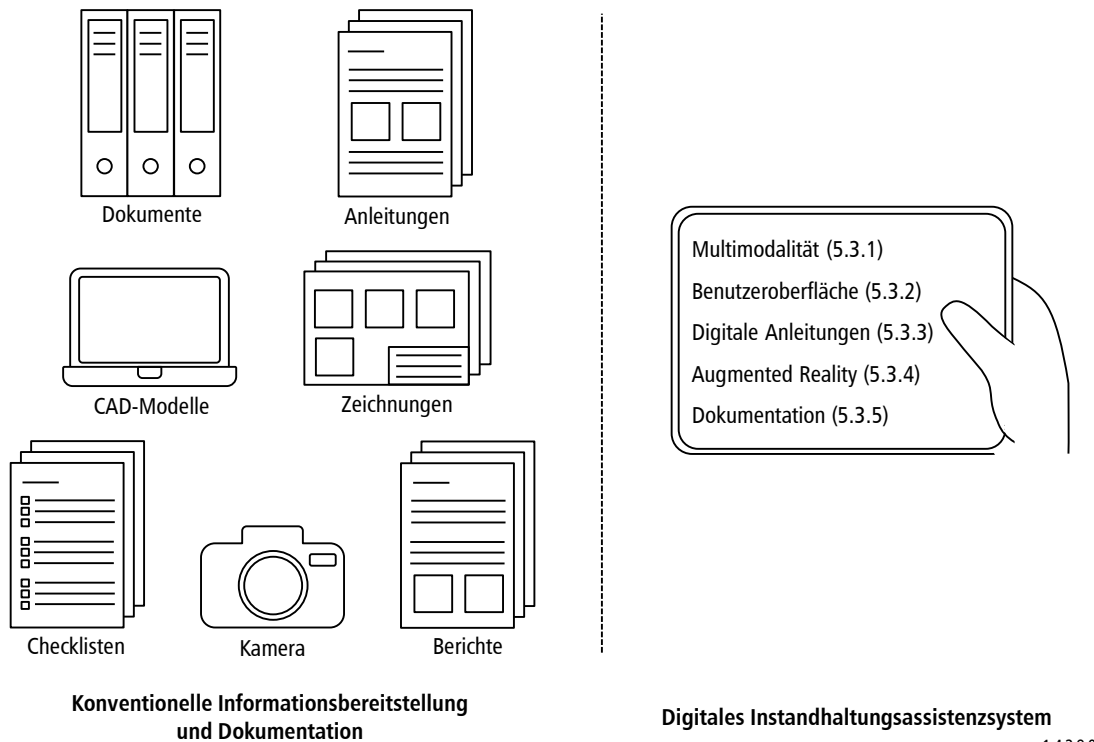 Dokumente
Anleitungen
CAD-Modelle
Zeichnungen
Checklisten
Kamera
Berichte
Konventionelle Informationsbereitstellung
und Dokumentation
Multimodalität (5.3.1)
Benutzeroberfläche (5.3.2)
Digitale Anleitungen (5.3.3)
Augmented Reality (5.3.4)
Dokumentation (5.3.5)
Digitales Instandhaltungsassistenzsystem